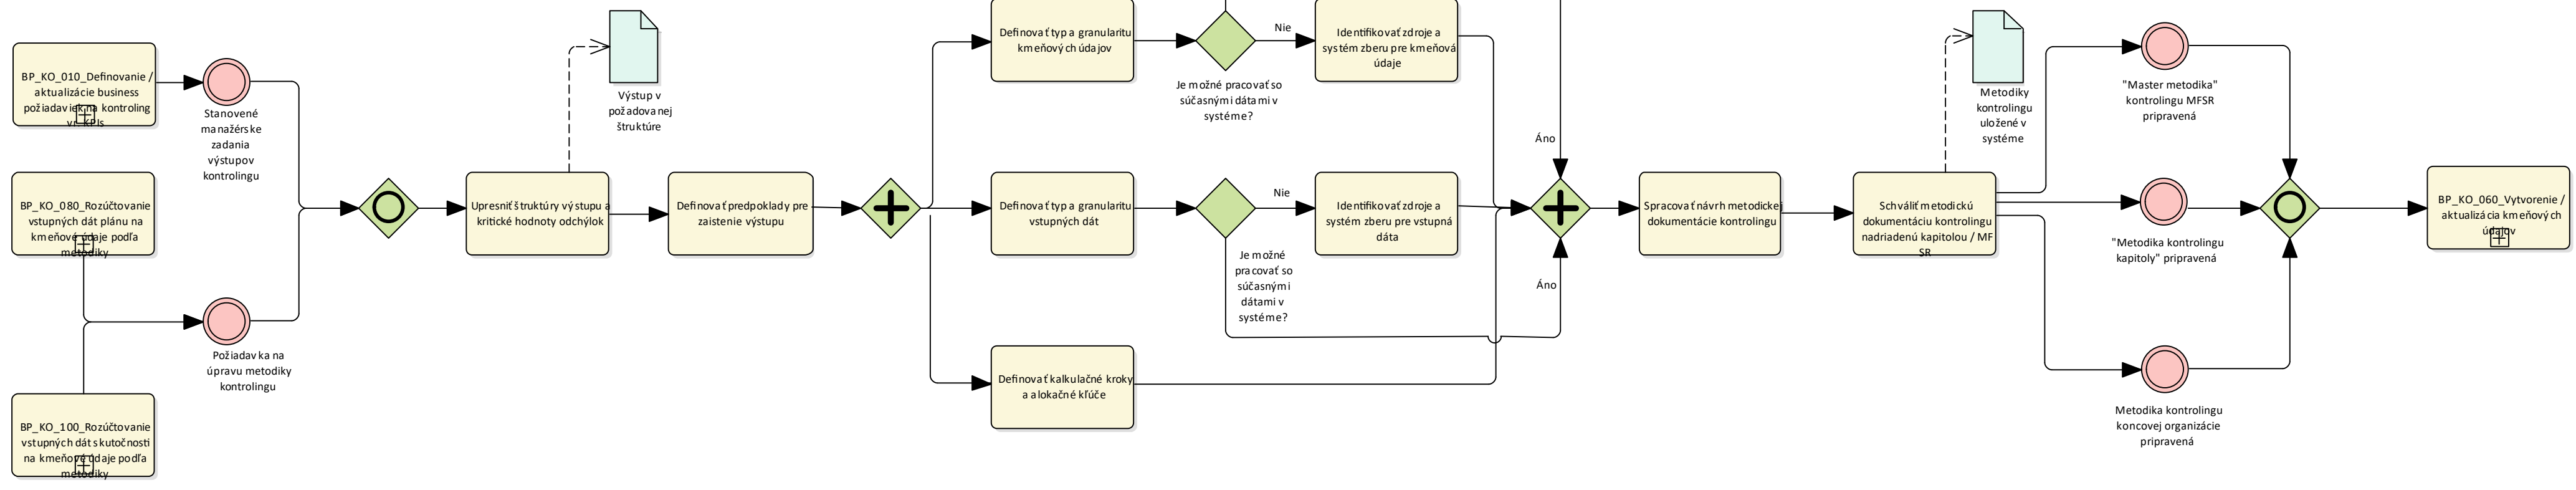 BP_KO_010_Definovanie /
aktualizácie business
požiadaviek na kontroling
vr. KPIs
Stanovené
manažérske
zadania
výstupov
kontrolingu
BP_KO_080_Rozúčtovanie
vstupných dát plánu na
kmeňové údaje podľa
metodiky
Požiadavka na
úpravu metodiky
kontrolingu
BP_KO_100_Rozúčtovanie
vstupných dát skutočnosti
na kmeňové údaje podľa
metodiky
Upresniť štruktúry výstupu a
kritické hodnoty odchýlok
Výstup v
požadovanej
štruktúre
Definovať predpoklady pre
zaistenie výstupu
Definovať typ a granularitu
kmeňových údajov
Je možné pracovať so
súčasnými dátami v
systéme?
Nie
Identifikovať zdroje a
systém zberu pre kmeňová
údaje
Áno
Definovať typ a granularitu
vstupných dát
Je možné
pracovať so
súčasnými
dátami v
systéme?
Nie
Identifikovať zdroje a
systém zberu pre vstupná
dáta
Áno
Definovať kalkulačné kroky
a alokačné kľúče
Spracovať návrh metodickej
dokumentácie kontrolingu
Schváliť metodickú
dokumentáciu kontrolingu
nadriadenú kapitolou / MF
SR
Metodiky
kontrolingu
uložené v
systéme
"Master metodika"
kontrolingu MFSR
pripravená
"Metodika kontrolingu
kapitoly" pripravená
Metodika kontrolingu
koncovej organizácie
pripravená
BP_KO_060_Vytvorenie /
aktualizácia kmeňových
údajov